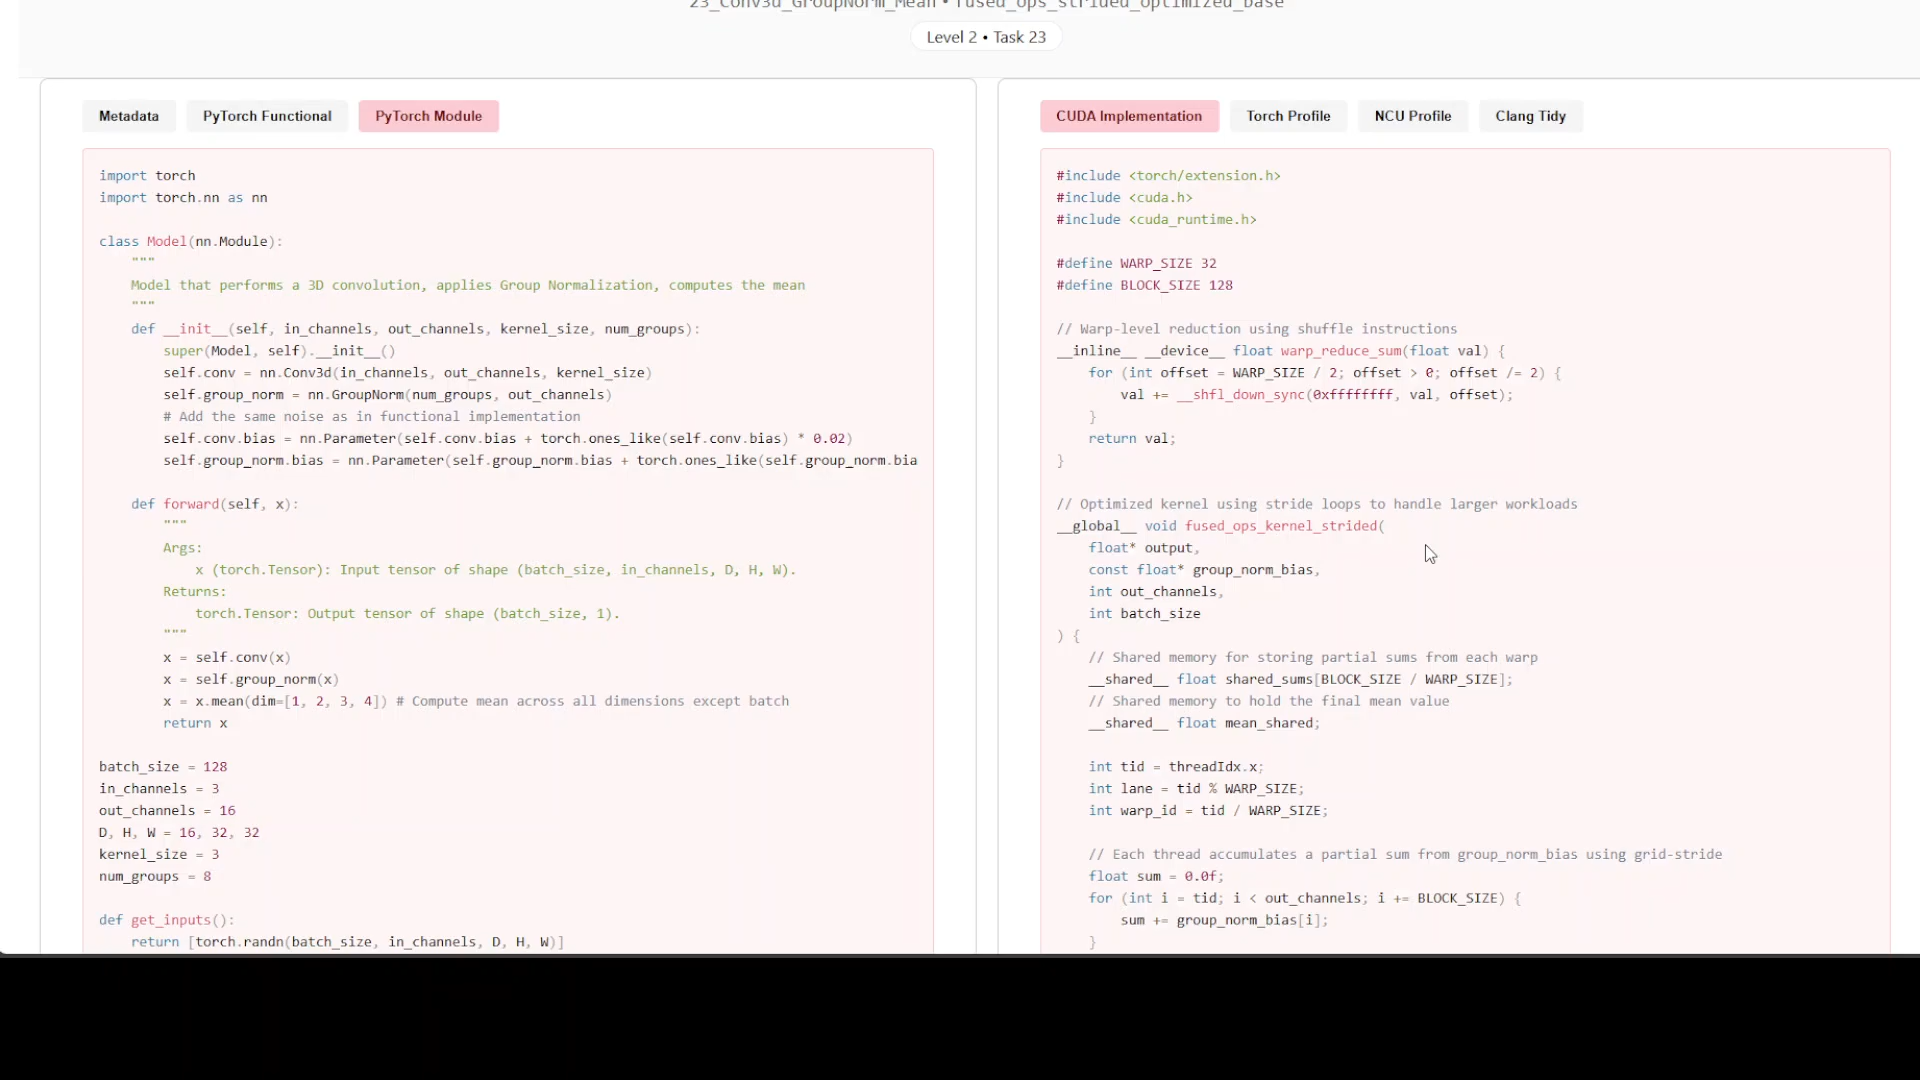 23_Conv3d_GroupNorm_Mean • fused_ops_strided_optimized_base
Level 2 • Task 23
Metadata
PyTorch Functional
PyTorch Module
import torch
import torch.nn as nn
class Model(nn.Module):
"""
Model that performs a 3D convolution, applies Group Normalization, computes the mean
"""
def __init__(self, in_channels, out_channels, kernel_size, num_groups):
super(Model, self).__init__()
self.conv = nn.Conv3d(in_channels, out_channels, kernel_size)
self.group_norm = nn.GroupNorm(num_groups, out_channels)
# Add the same noise as in functional implementation
self.conv.bias = nn.Parameter(self.conv.bias + torch.ones_like(self.conv.bias) * 0.02)
self.group_norm.bias = nn.Parameter(self.group_norm.bias + torch.ones_like(self.group_norm.bia
def forward(self, x):
"""
Args:
x (torch.Tensor): Input tensor of shape (batch_size, in_channels, D, H, W).
Returns:
torch.Tensor: Output tensor of shape (batch_size, 1).
"""
x = self.conv(x)
x = self.group_norm(x)
x = x.mean(dim=[1, 2, 3, 4]) # Compute mean across all dimensions except batch
return x
batch_size = 128
in_channels = 3
out_channels = 16
D, H, W = 16, 32, 32
kernel_size = 3
num_groups = 8
def get_inputs():
return [torch.randn(batch_size, in_channels, D, H, W)]
CUDA Implementation
Torch Profile
NCU Profile
Clang Tidy
#include <torch/extension.h>
#include <cuda.h>
#include <cuda_runtime.h>
#define WARP_SIZE 32
#define BLOCK_SIZE 128
// Warp-level reduction using shuffle instructions
__inline__ __device__ float warp_reduce_sum(float val) {
for (int offset = WARP_SIZE / 2; offset > 0; offset /= 2) {
val += __shfl_down_sync(0xffffffff, val, offset);
}
return val;
}
// Optimized kernel using stride loops to handle larger workloads
__global__ void fused_ops_kernel_strided(
float* output,
const float* group_norm_bias,
int out_channels,
int batch_size
) {
// Shared memory for storing partial sums from each warp
__shared__ float shared_sums[BLOCK_SIZE / WARP_SIZE];
// Shared memory to hold the final mean value
__shared__ float mean_shared;
int tid = threadIdx.x;
int lane = tid % WARP_SIZE;
int warp_id = tid / WARP_SIZE;
// Each thread accumulates a partial sum from group_norm_bias using grid-stride
float sum = 0.0f;
for (int i = tid; i < out_channels; i += BLOCK_SIZE) {
sum += group_norm_bias[i];
}